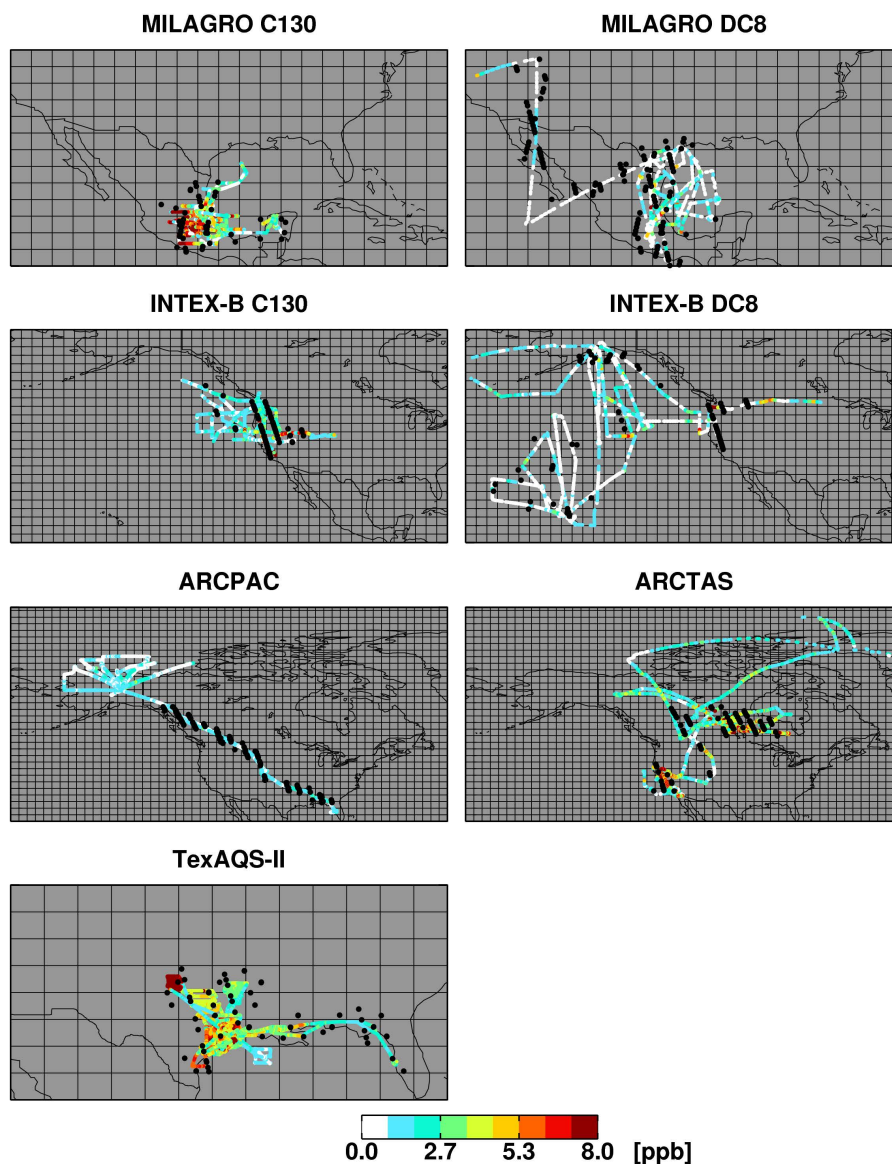 MILAGRO C130
MILAGRO DC8
INTEX-B C130
INTEX-B DC8
ARCPAC
ARCTAS
TexAQS-II
0.0 2.7 5.3 8.0 [ppb]